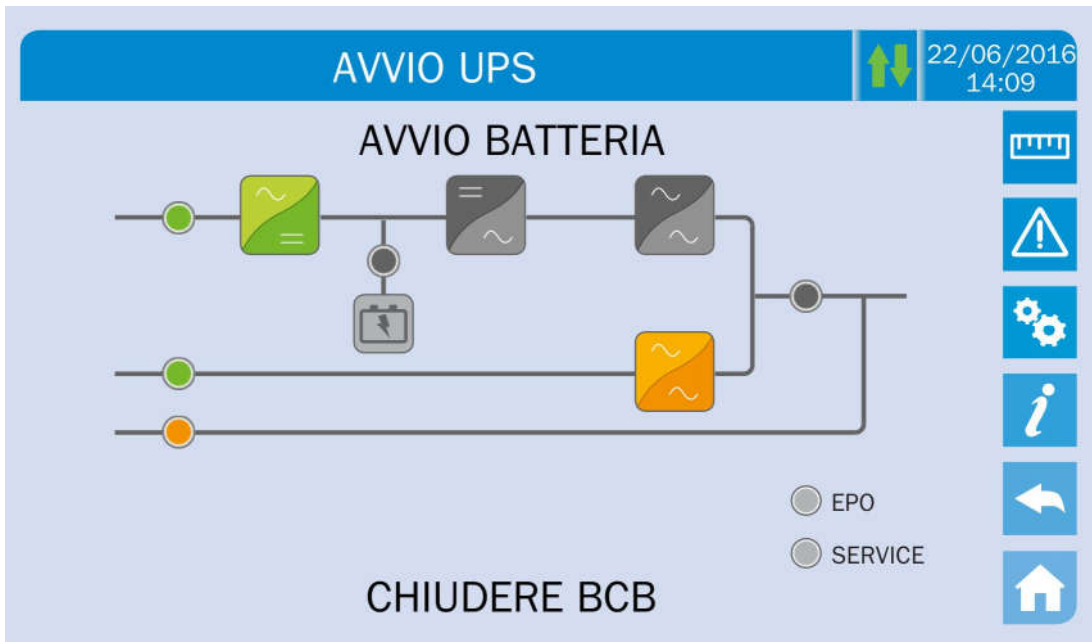 AVVIO UPS
22/06/2016
14:09
AVVIO BATTERIA
EPO
SERVICE
CHIUDERE BCB